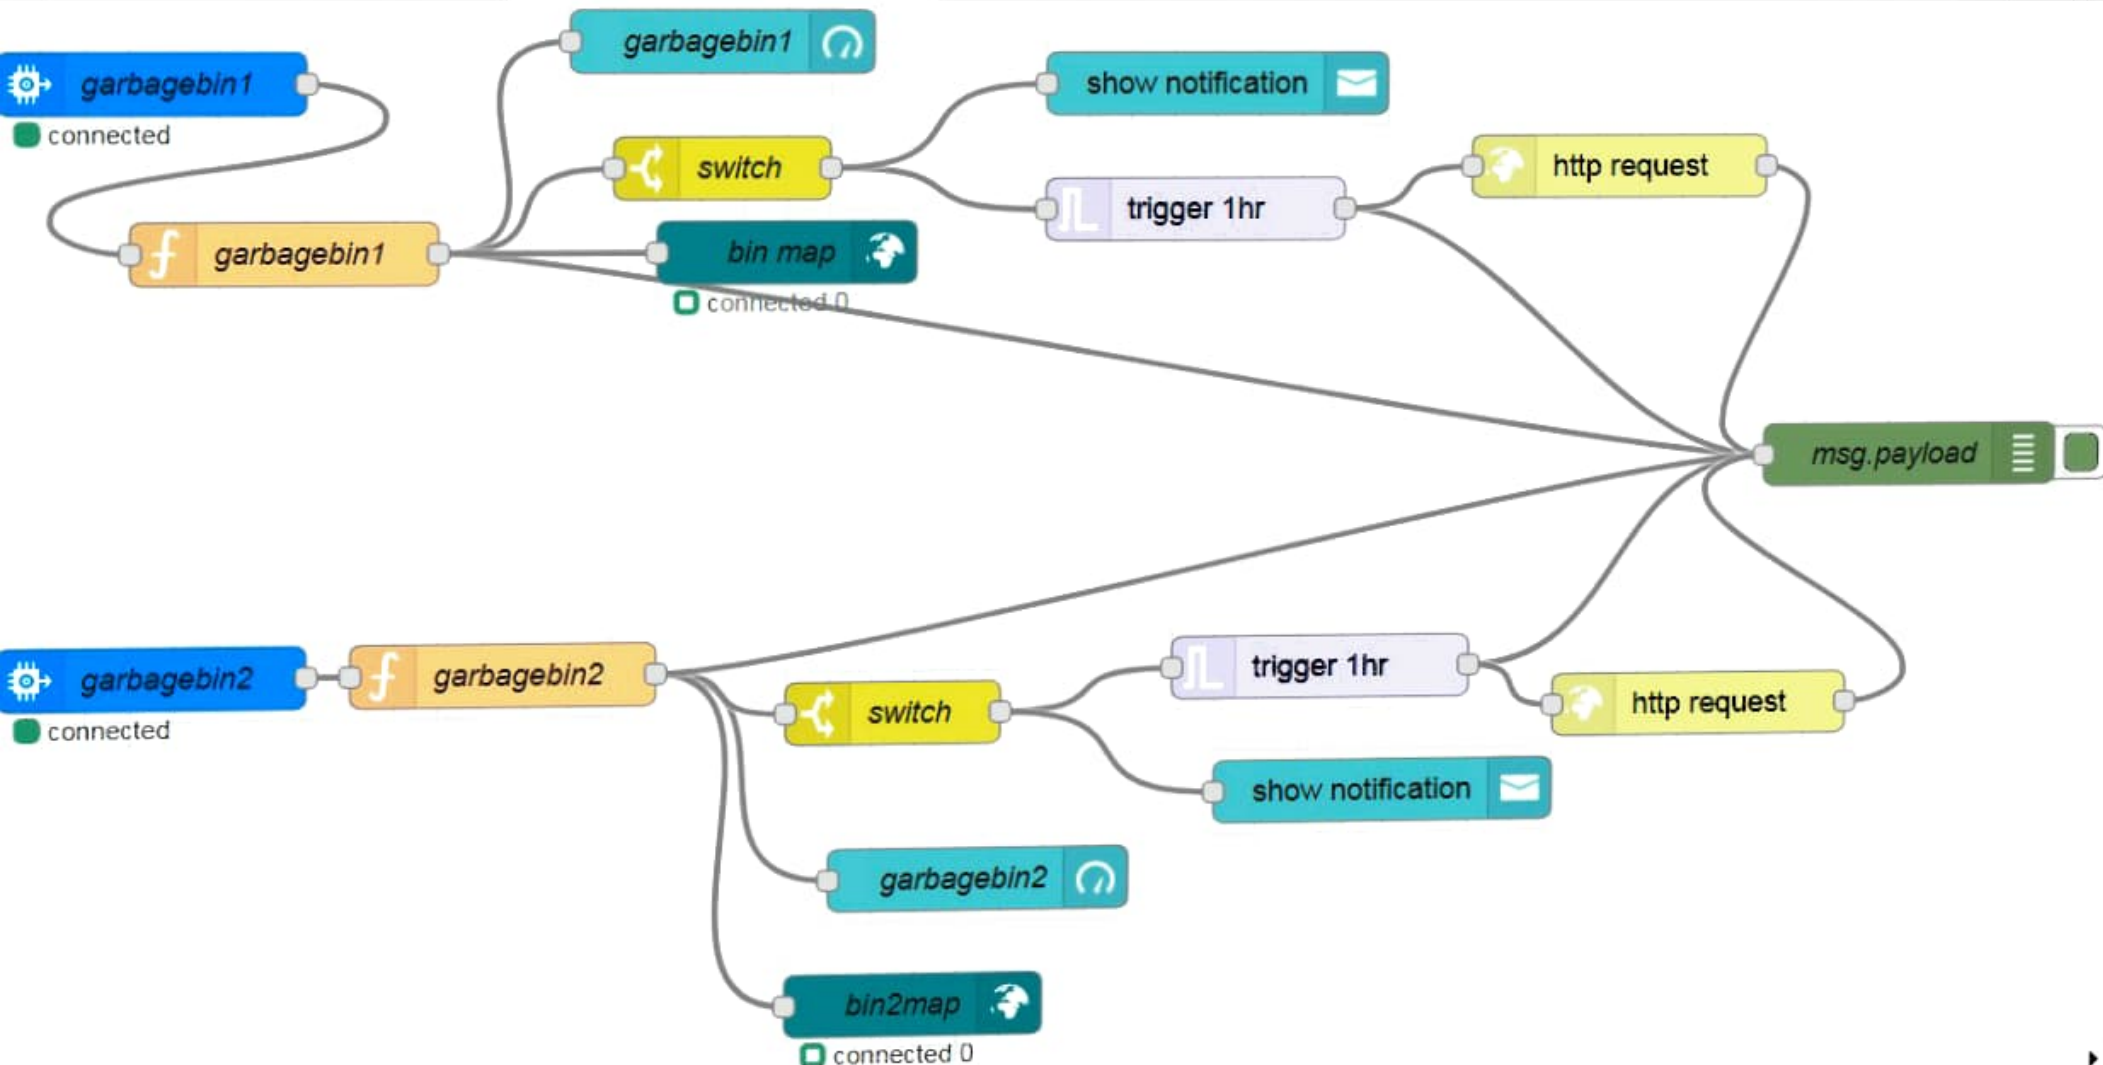 garbagebin1
garbagebin1
connected
show notification
switch
http request
trigger 1hr
garbagebin1
bin map
connected 0
msg.payload
garbagebin2
connected
garbagebin2
switch
trigger 1hr
http request
show notification
garbagebin2
bin2map
connected 0